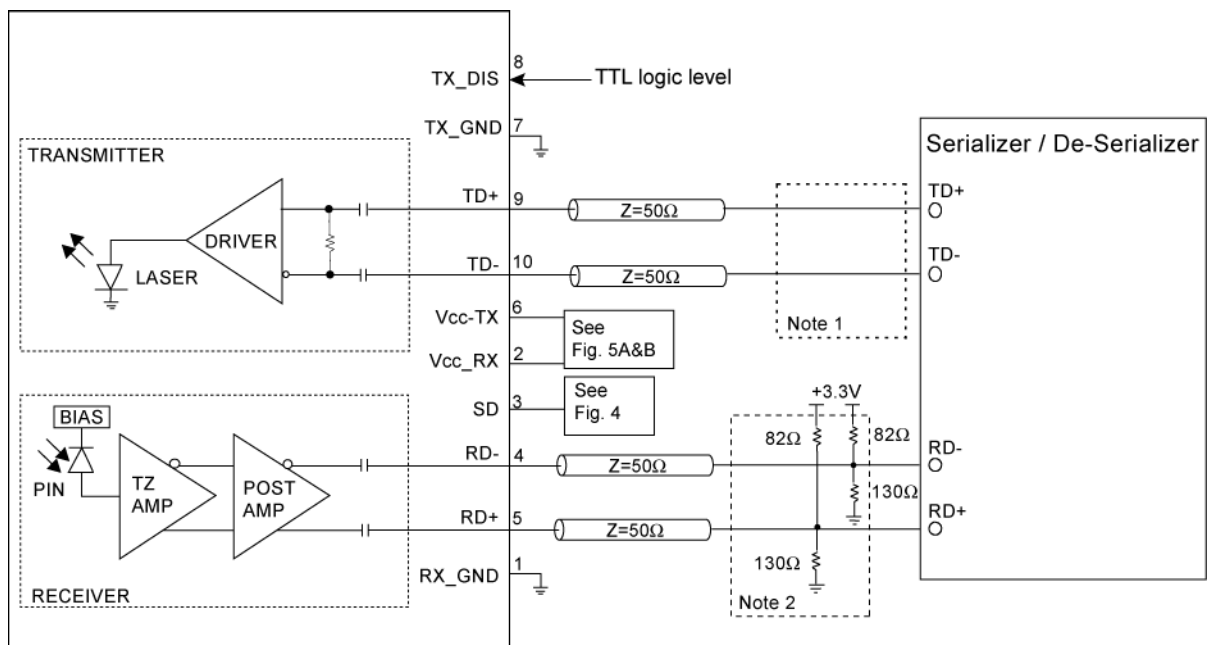 8
TX_DIS
TTL logic level
TX_GND
7
TRANSMITTER
Serializer / De-Serializer
TD+
9
Z=50Ω
TD+
DRIVER
LASER
TD-
10
Z=50Ω
TD-
Note 1
Vcc-TX
6
See
Fig. 5A&B
Vcc_RX
2
SD
3
See
Fig. 4
+3.3V
82Ω
82Ω
BIAS
PIN
TZ
AMP
POST
AMP
RD-
4
Z=50Ω
RD-
130Ω
RD+
5
Z=50Ω
RD+
130Ω
RX_GND
1
Note 2
RECEIVER